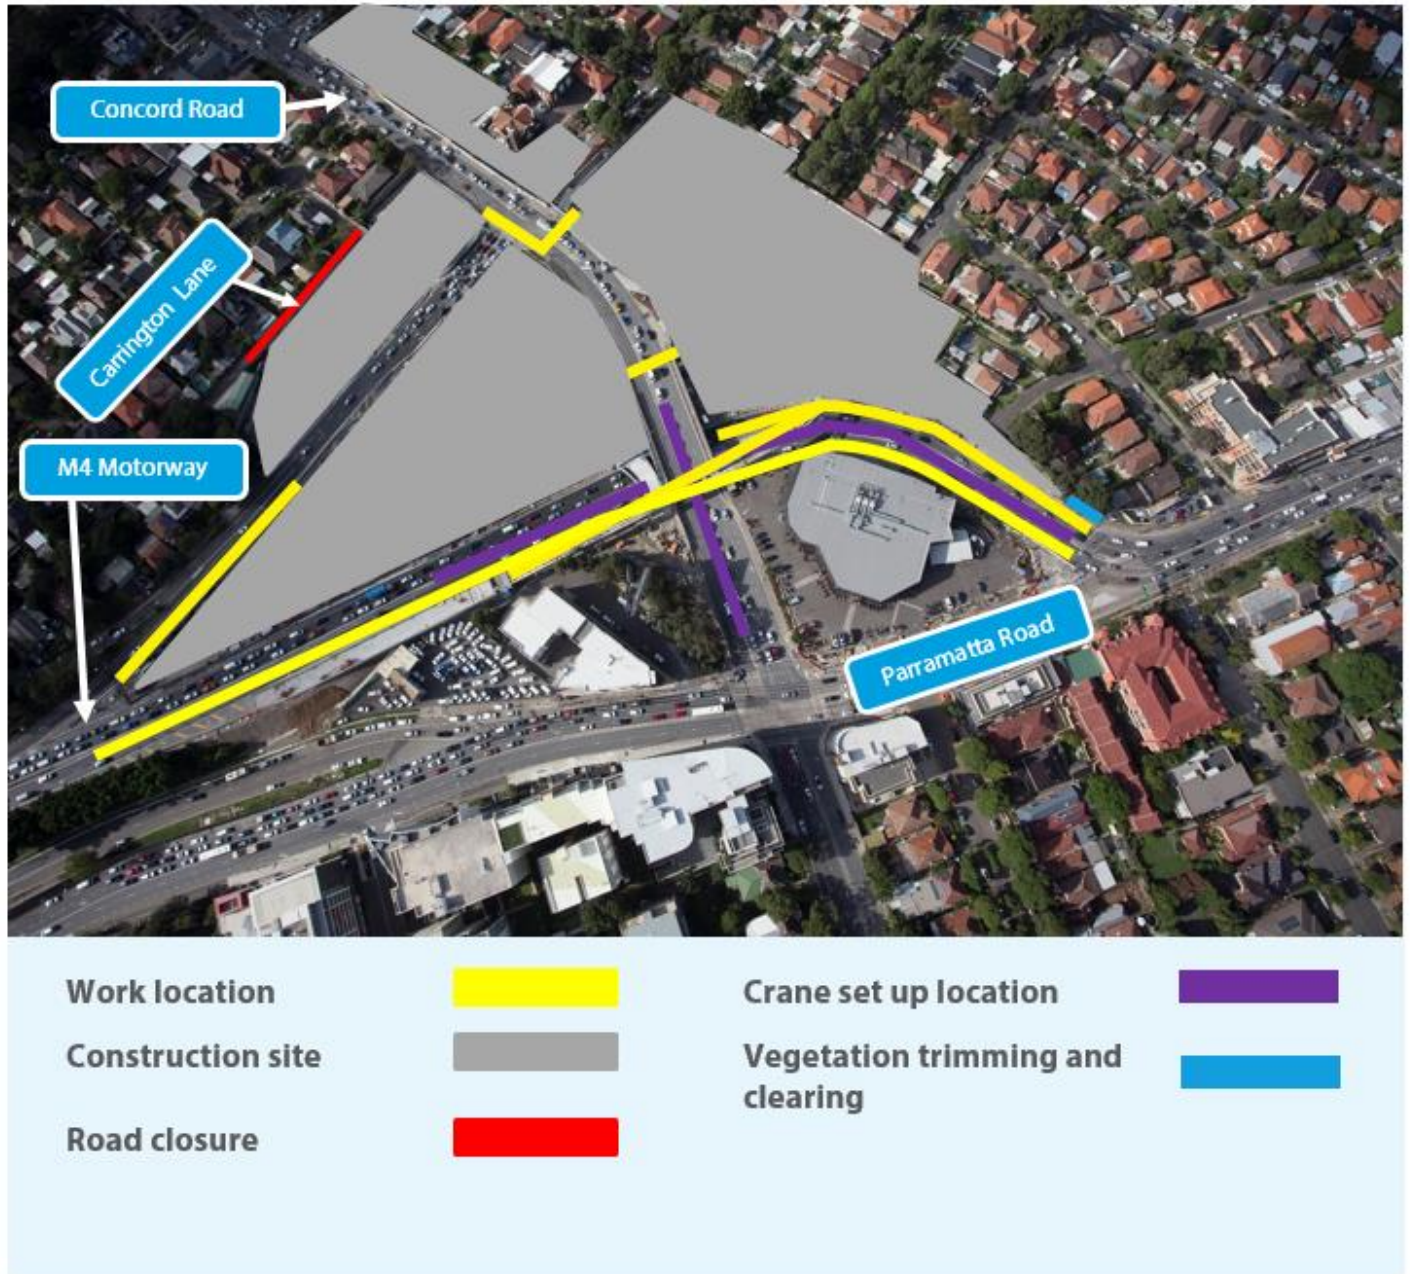 Concord Road
Carrington Lane
M4 Motorway
Parramatta Road
Work location
Crane set up location
Construction site
Vegetation trimming and
clearing
Road closure